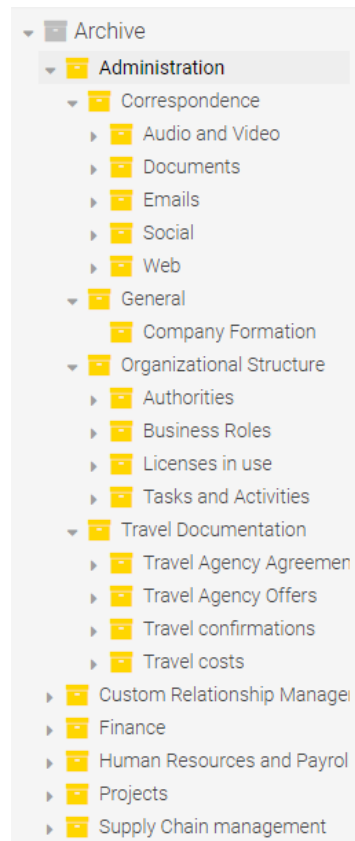 Archive
Administration
Correspondence
Audio and Video
Documents
Emails
Social
Web
General
Company Formation
Organizational Structure
Authorities
Business Roles
Licenses in use
Tasks and Activities
Travel Documentation
Travel Agency Agreemen
Travel Agency Offers
Travel confirmations
Travel costs
Custom Relationship Manage
Finance
Human Resources and Payrol
Projects
Supply Chain management